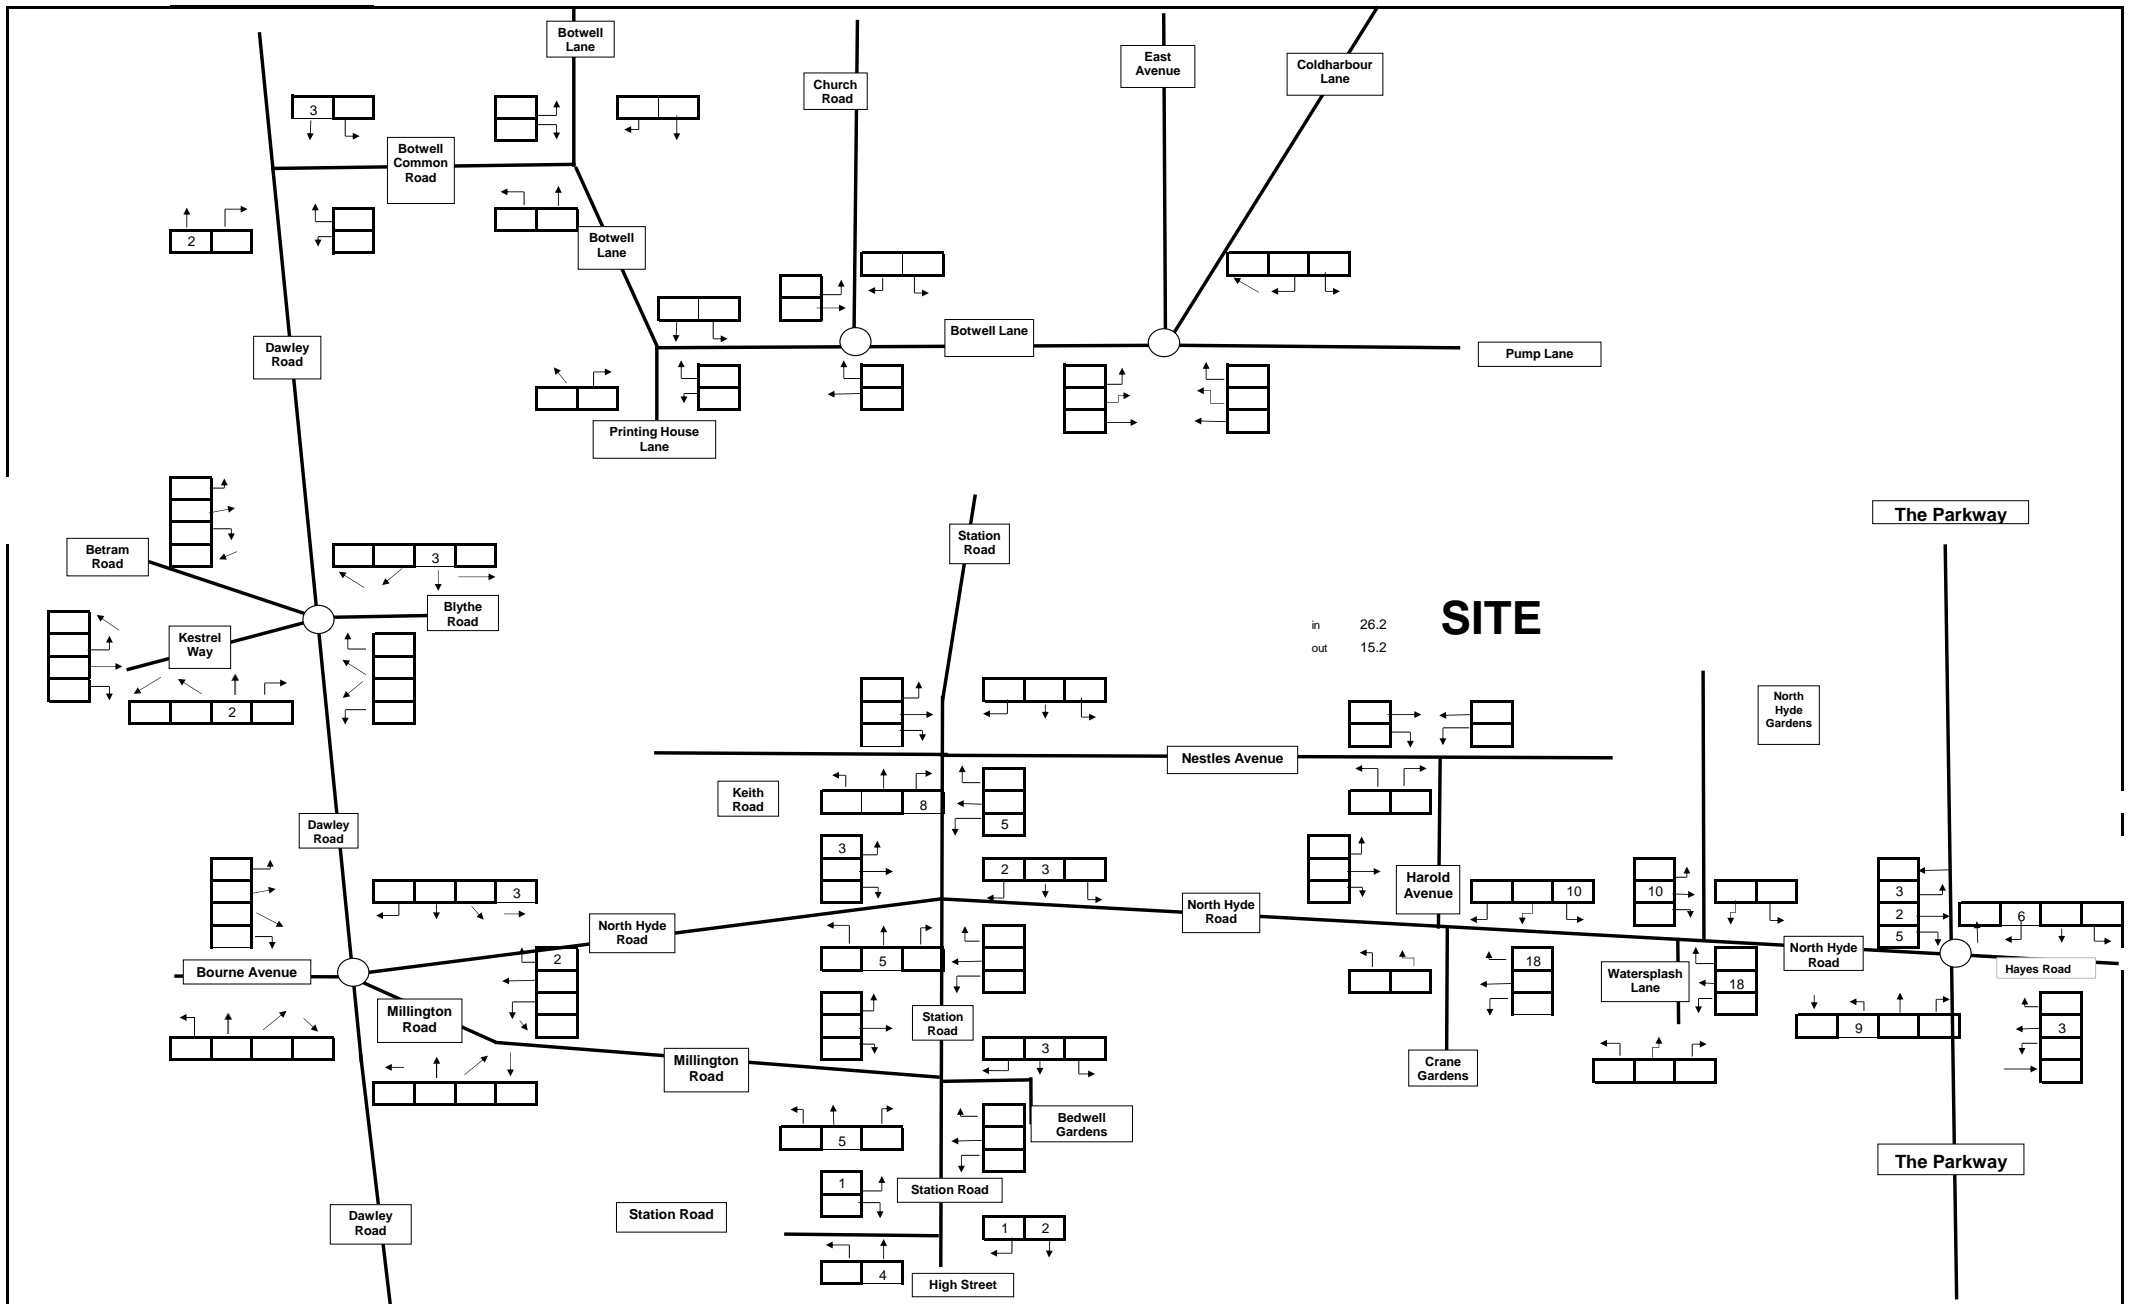 Botwell
Lane
East
Avenue
Coldharbour
Lane
Church
Road
3
Botwell
Common
Road
2
Botwell
Lane
Botwell Lane
Dawley
Road
Pump Lane
Printing House
Lane
The Parkway
Station
Road
Betram
Road
3
Blythe
Road
Kestrel
Way
2
in 26.2
out 15.2
SITE
North
Hyde
Gardens
Nestles Avenue
Keith
Road
8
5
Dawley
Road
3
3
2 3
Harold
Avenue
10
10
3
2
5
6
North Hyde
Road
North Hyde
Road
North Hyde
Road
Hayes Road
Bourne Avenue
2
5
18
Watersplash
Lane
18
Millington
Road
Station
Road
9
3
Millington
Road
3
Crane
Gardens
Bedwell
Gardens
5
The Parkway
1
Station Road
Dawley
Road
Station Road
1 2
4
High Street